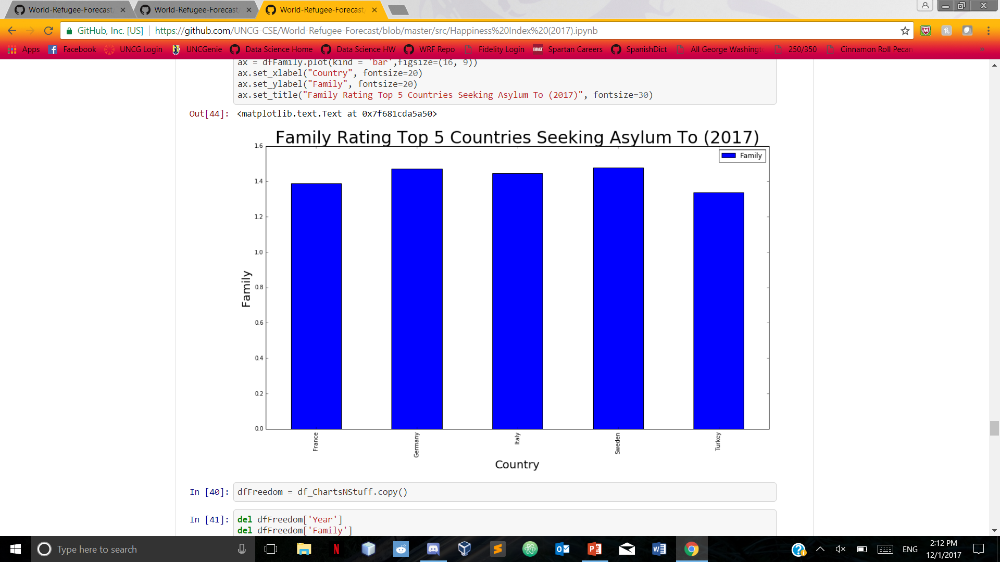 World-Refugee-Forecast
World-Refugee-Forecast
World-Refugee-Forecast
GitHub, Inc. [US]
https://github.com/UNCG-CSE/World-Refugee-Forecast/blob/master/src/Happiness%20Index%20(2017).ipynb
Apps
Facebook
UNCG Login
UNCGenie
Data Science Home
Data Science HW
WRF Repo
Fidelity Login
BB&T
Spartan Careers
SpanishDict
All George Washingt
250/350
Cinnamon Roll Pecan
ax = dfFamily.plot(kind = 'bar',figsize=(16, 9))
ax.set_xlabel("Country", fontsize=20)
ax.set_ylabel("Family", fontsize=20)
ax.set_title("Family Rating Top 5 Countries Seeking Asylum To (2017)", fontsize=30)
Out[44]: <matplotlib.text.Text at 0x7f681cda5a50>
Family Rating Top 5 Countries Seeking Asylum To (2017)
Family
1.6
1.4
1.2
1.0
0.8
0.6
0.4
0.2
0.0
Family
France
Germany
Italy
Sweden
Turkey
Country
In [40]: dfFreedom = df_ChartsNStuff.copy()
In [41]: del dfFreedom['Year']
del dfFreedom['Family']
Type here to search
ENG
2:12 PM
12/1/2017